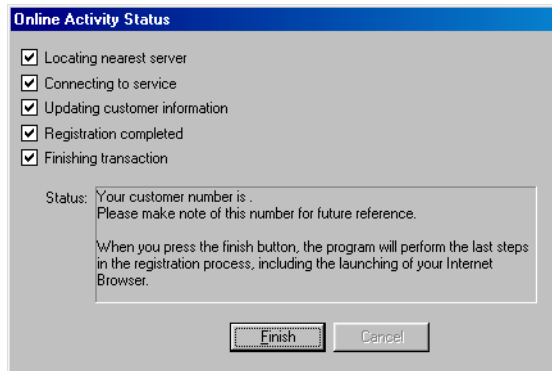 Online Activity Status
Locating nearest server
Connecting to service
Updating customer information
Registration completed
Finishing transaction
Status: Your customer number is .
Please make note of this number for future reference.
When you press the finish button, the program will perform the last steps
in the registration process, including the launching of your Internet
Browser.
Finish Cancel